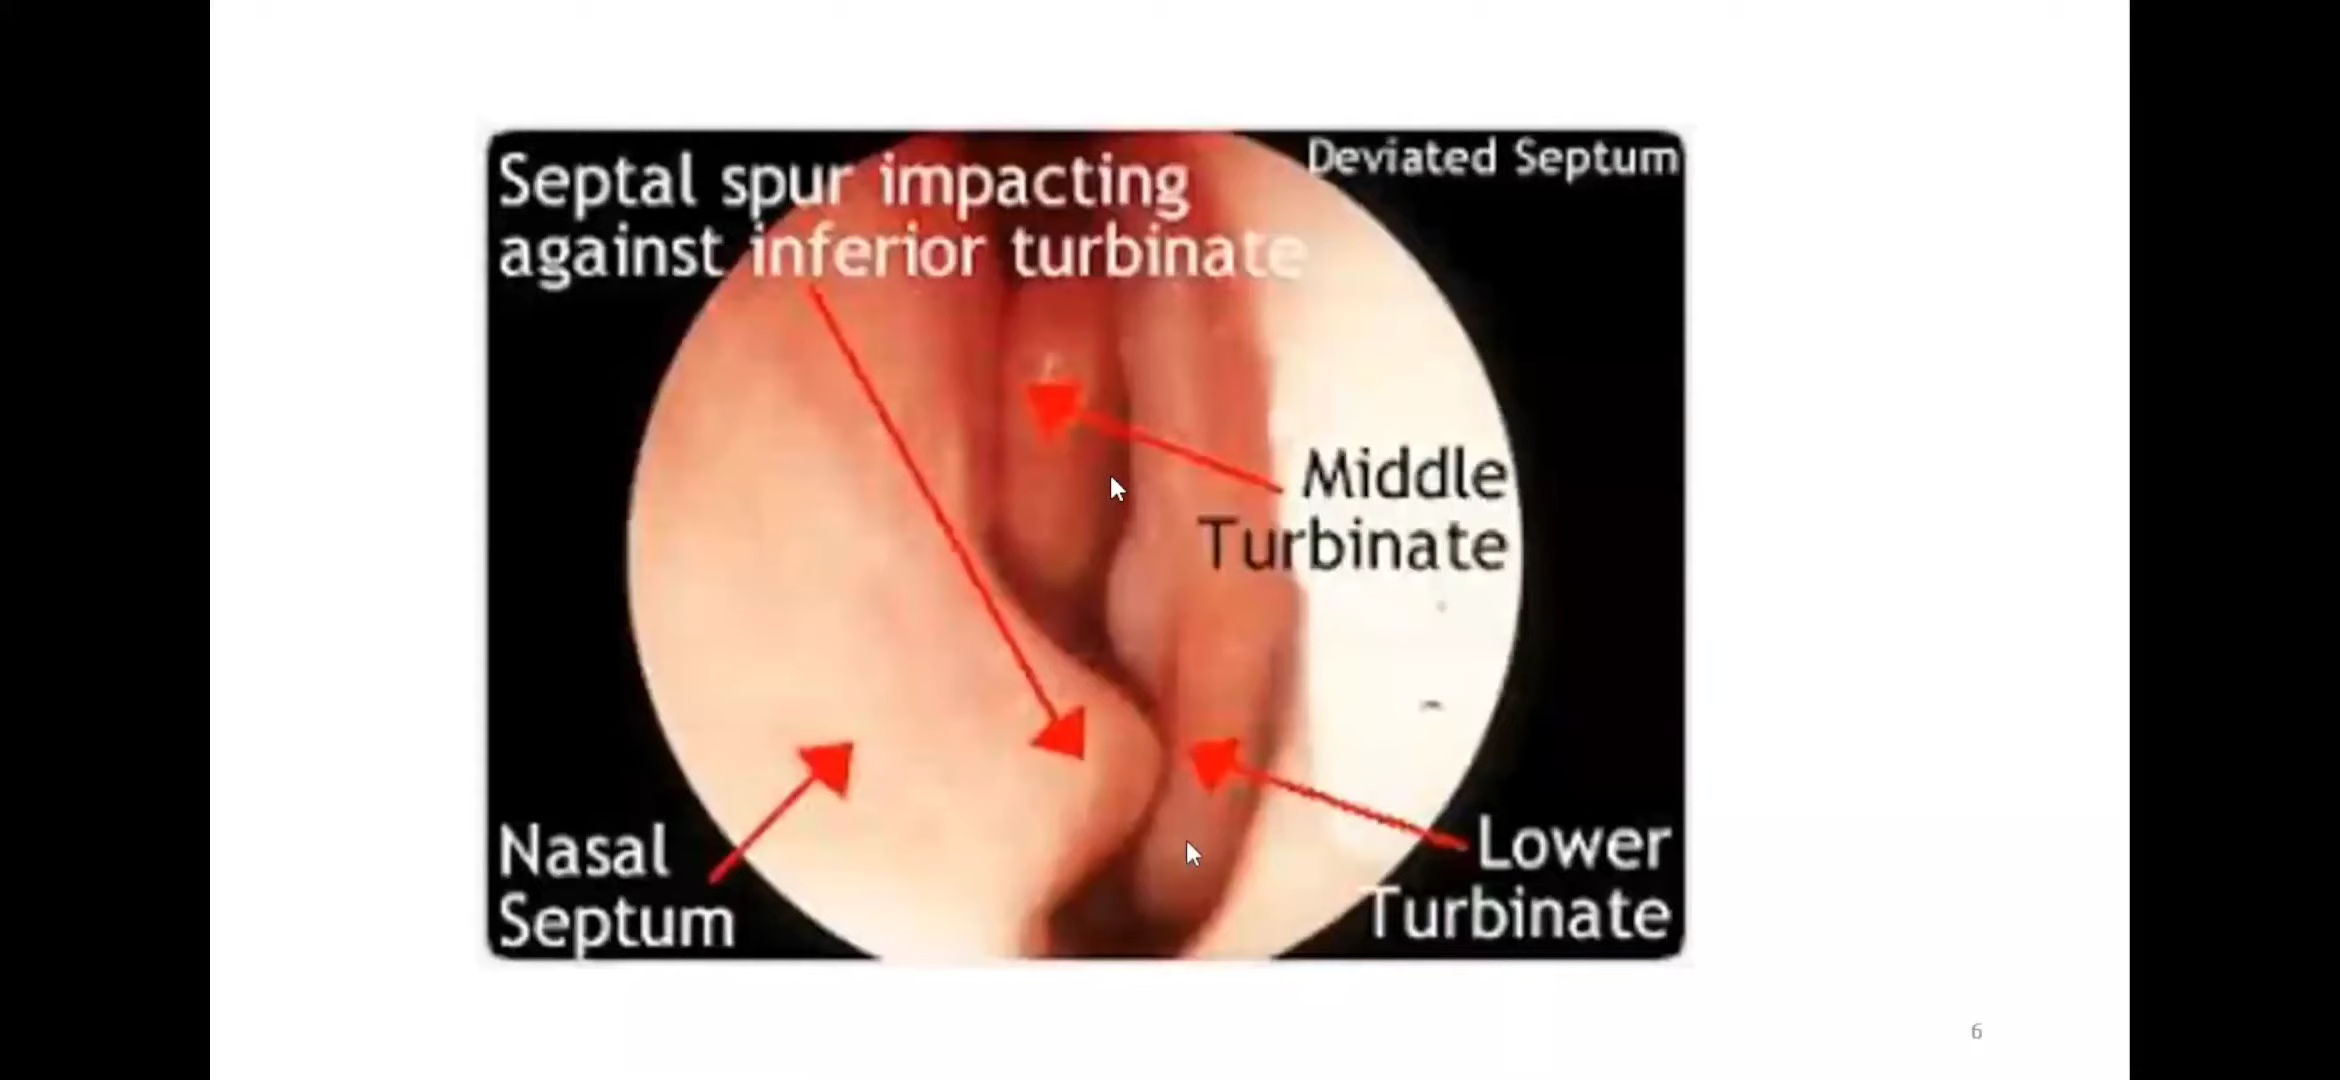 Septal spur impacting
against inferior turbinate
Deviated Septum
Middle
Turbinate
Nasal
Septum
Lower
Turbinate
6